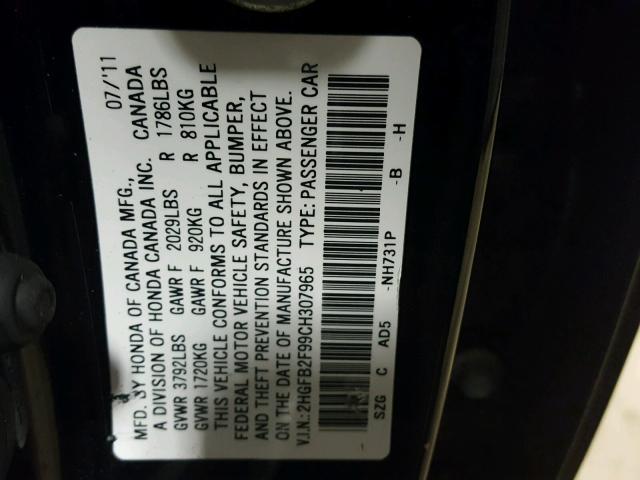 MFD. BY HONDA OF CANADA MFG., 07/'11
A DIVISION OF HONDA CANADA INC. CANADA
GVWR 3792LBS GAWR F 2029LBS R 1786LBS
GVWR 1720KG GAWR F 920KG R 810KG
THIS VEHICLE CONFORMS TO ALL APPLICABLE
FEDERAL MOTOR VEHICLE SAFETY, BUMPER,
AND THEFT PREVENTION STANDARDS IN EFFECT
ON THE DATE OF MANUFACTURE SHOWN ABOVE.
V.I.N.:2HGFB2F99CH307965 TYPE: PASSENGER CAR
SZG C AD5 -NH731P -B -H